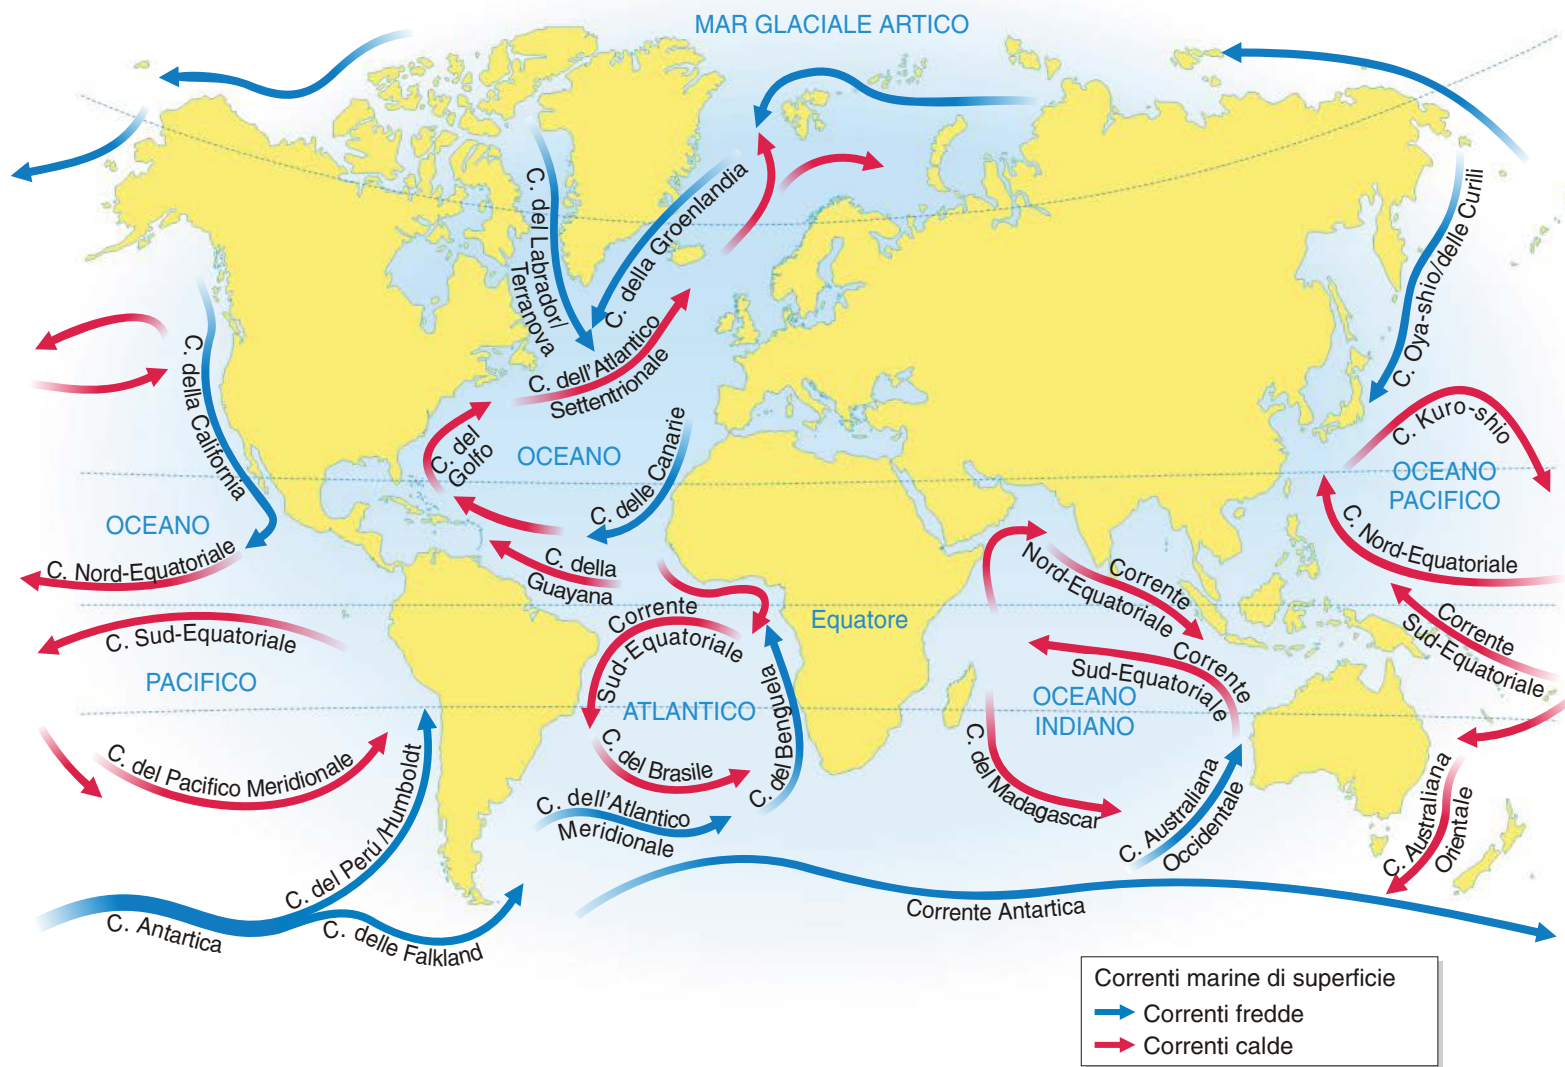 MAR GLACIALE ARTICO
C. del Labrador/
Terranova
C. della Groenlandia
C. Oya-shio/delle Curili
C. della California
C. dell'Atlantico
Settentrionale
C. del
Golfo
OCEANO
C. delle Canarie
C. Kuro-shio
OCEANO
PACIFICO
OCEANO
C. Nord-Equatoriale
C. della
Guayana
Corrente
Nord-Equatoriale
C. Nord-Equatoriale
Equatore
C. Sud-Equatoriale
Corrente
Sud-Equatoriale
Corrente
Sud-Equatoriale
Corrente
Sud-Equatoriale
PACIFICO
ATLANTICO
OCEANO
INDIANO
C. del Pacifico Meridionale
C. del Brasile
C. del Benguela
C. del Madagascar
C. dell'Atlantico
Meridionale
C. Australiana
Occidentale
C. Australiana
Orientale
C. del Perú/Humboldt
C. Antartica
C. delle Falkland
Corrente Antartica
Correnti marine di superficie
Correnti fredde
Correnti calde